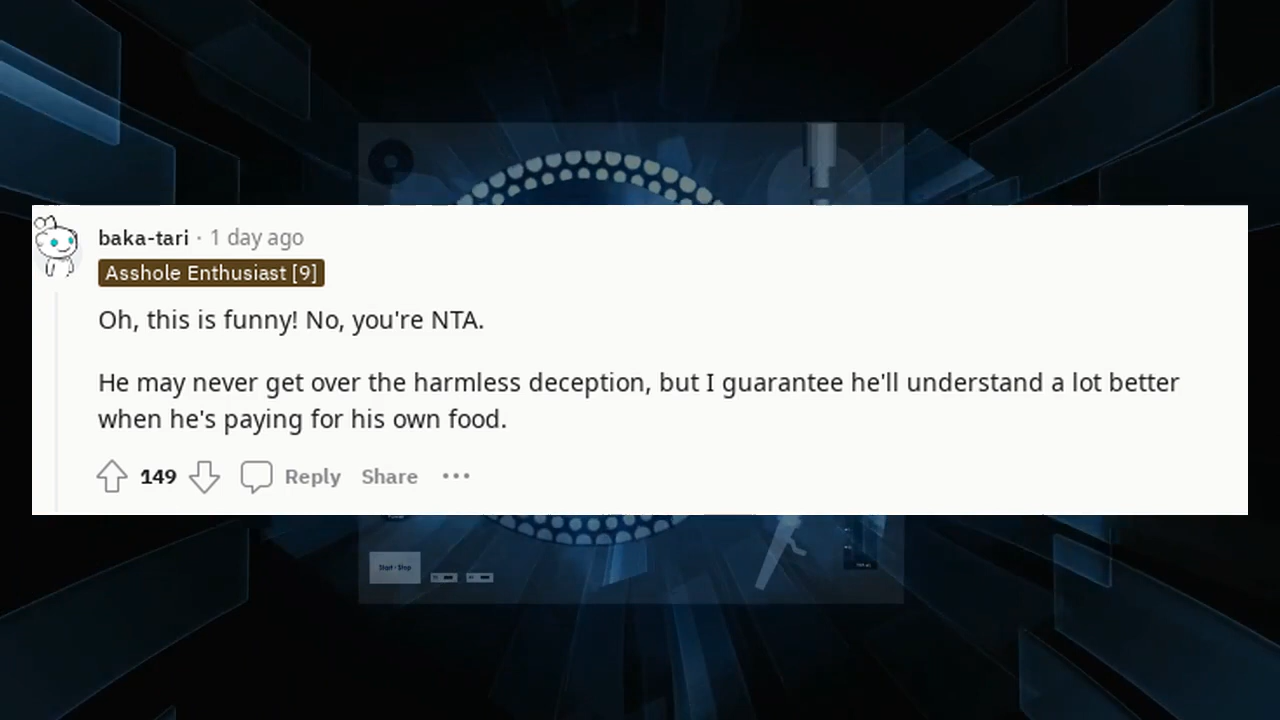 baka-tari · 1 day ago
Asshole Enthusiast [9]
Oh, this is funny! No, you're NTA.
He may never get over the harmless deception, but I guarantee he'll understand a lot better
when he's paying for his own food.
149 Reply Share ...
Start - Stop